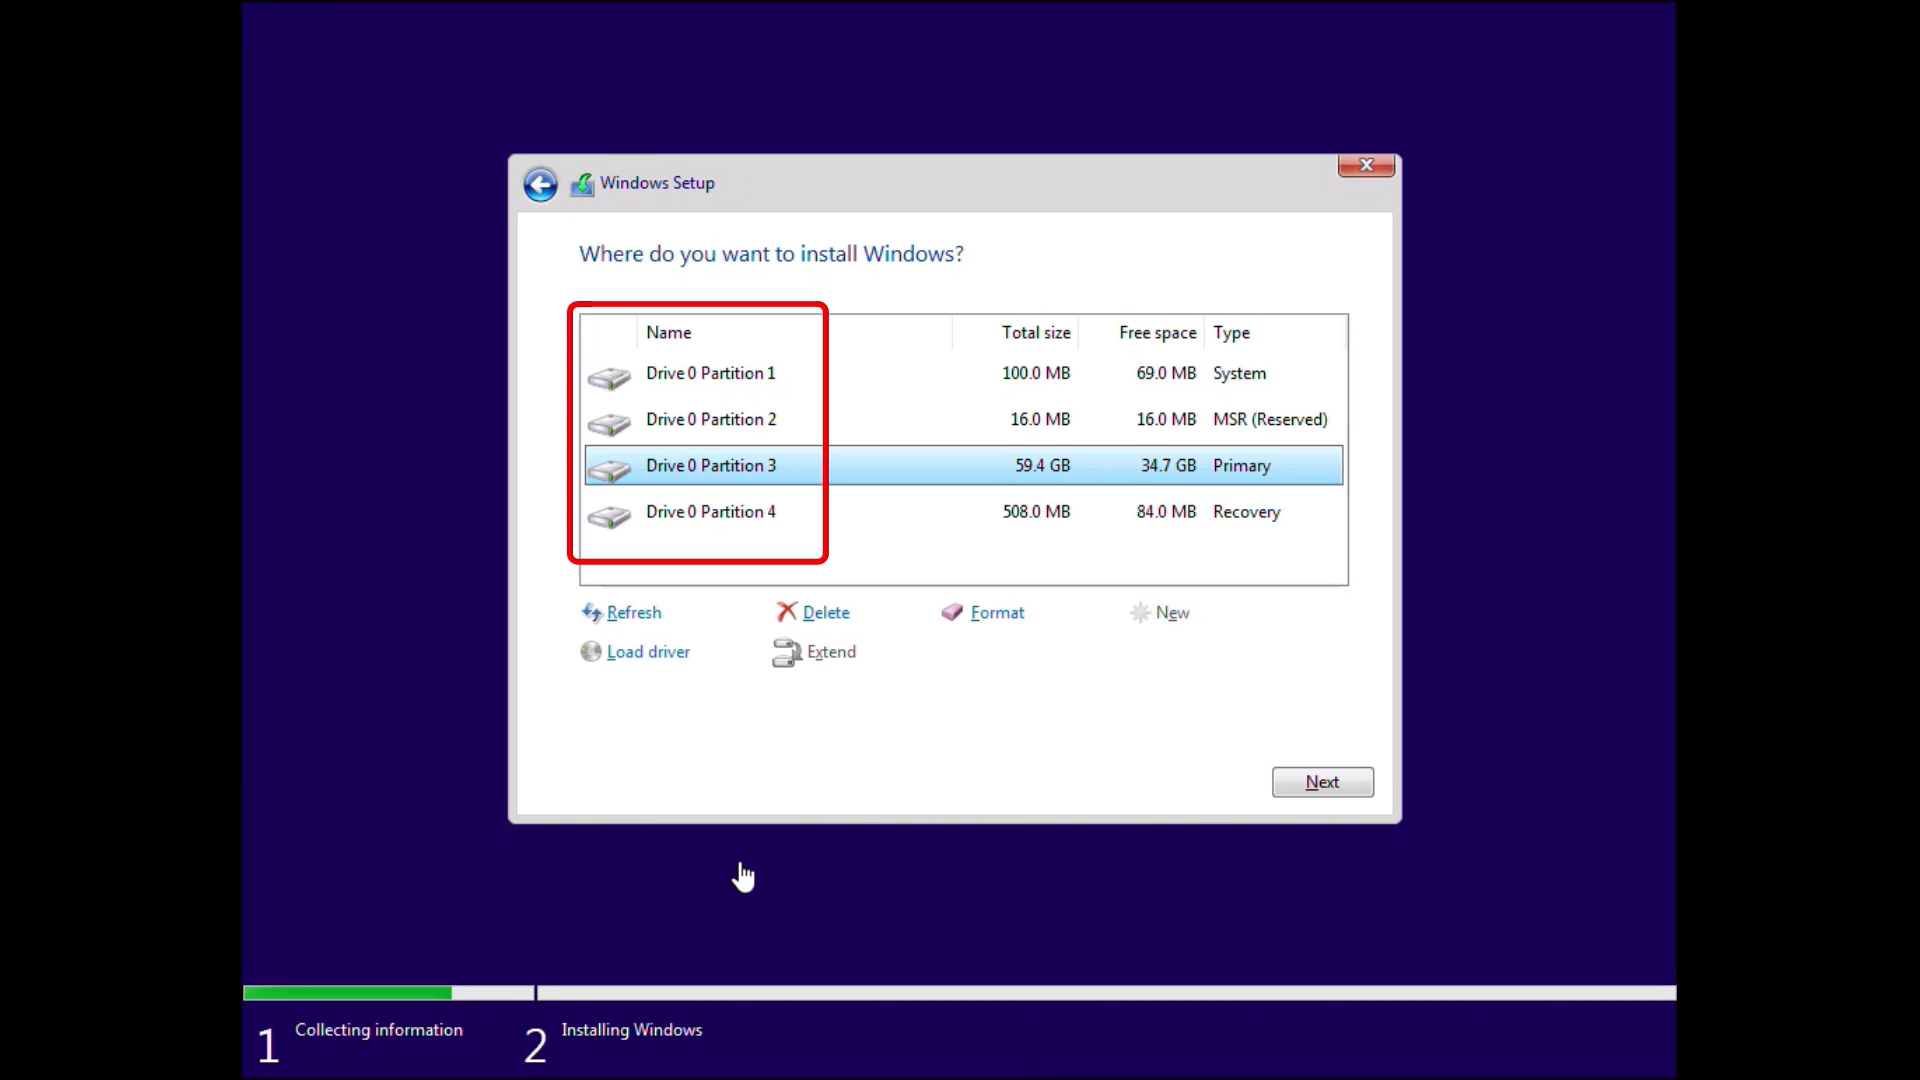 Windows Setup
Where do you want to install Windows?
Name Total size Free space Type
Drive 0 Partition 1 100.0 MB 69.0 MB System
Drive 0 Partition 2 16.0 MB 16.0 MB MSR (Reserved)
Drive 0 Partition 3 59.4 GB 34.7 GB Primary
Drive 0 Partition 4 508.0 MB 84.0 MB Recovery
Refresh Delete Format New
Load driver Extend
Next
1 Collecting information 2 Installing Windows